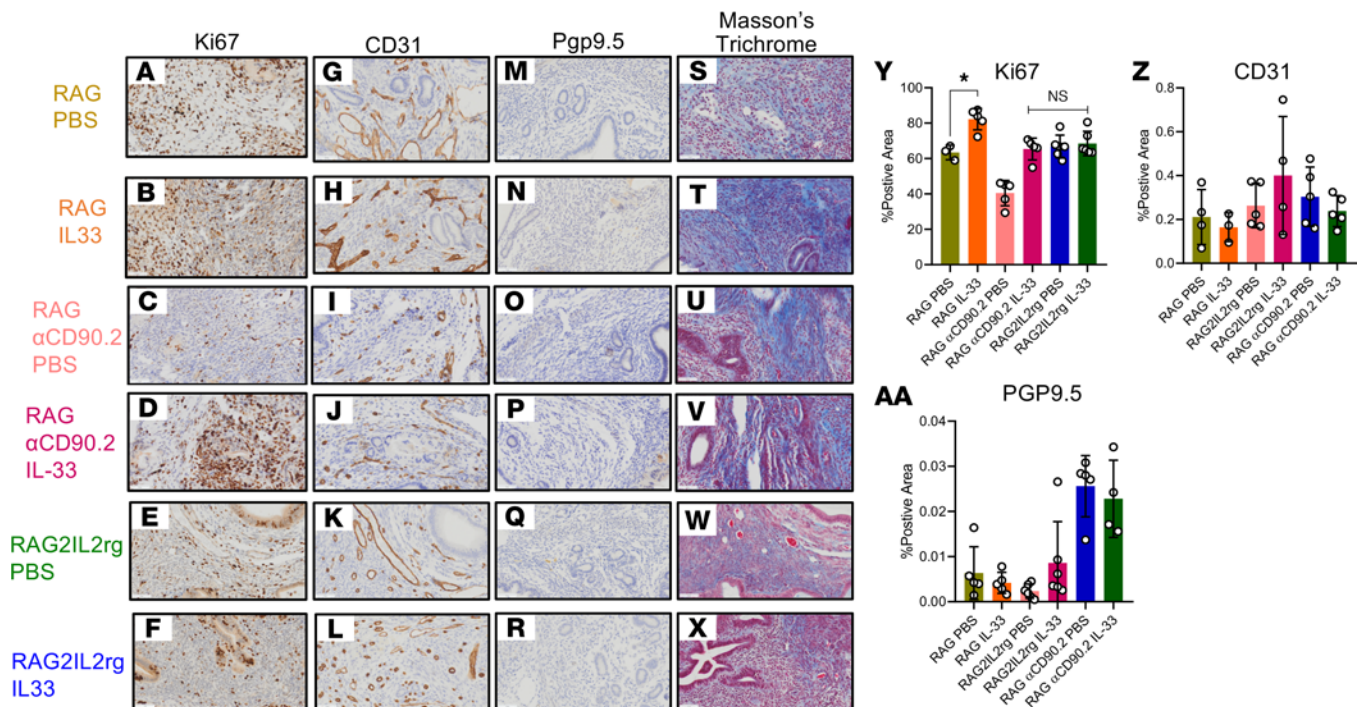 Ki67
CD31
Pgp9.5
Masson's
Trichrome
RAG
PBS
A
G
M
S
RAG
IL33
B
H
N
T
RAG
αCD90.2
PBS
C
I
O
U
RAG
αCD90.2
IL-33
D
J
P
V
RAG2IL2rg
PBS
E
K
Q
W
RAG2IL2rg
IL33
F
L
R
X
Y
Ki67
%Postive Area
100
80
60
40
20
0
*
NS
RAG PBS
RAG IL-33
RAG αCD90.2 PBS
RAG αCD90.2 IL-33
RAG2IL2rg PBS
RAG2IL2rg IL-33
Z
CD31
%Postive Area
0.8
0.6
0.4
0.2
0.0
RAG PBS
RAG IL-33
RAG2IL2rg PBS
RAG2IL2rg IL-33
RAG αCD90.2 PBS
RAG αCD90.2 IL-33
AA
PGP9.5
%Postive Area
0.04
0.03
0.02
0.01
0.00
RAG PBS
RAG IL-33
RAG2IL2rg PBS
RAG2IL2rg IL-33
RAG αCD90.2 PBS
RAG αCD90.2 IL-33